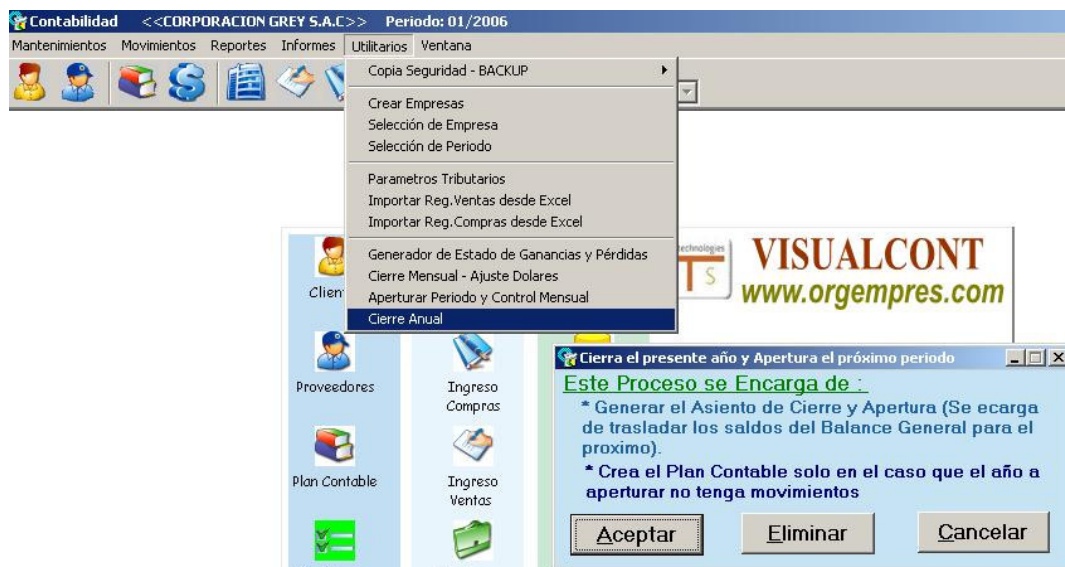 Contabilidad <<CORPORACION GREY S.A.C>> Periodo: 01/2006
Mantenimientos Movimientos Reportes Informes Utilitarios Ventana
Copia Seguridad - BACKUP
Crear Empresas
Selección de Empresa
Selección de Periodo
Parametros Tributarios
Importar Reg.Ventas desde Excel
Importar Reg.Compras desde Excel
Generador de Estado de Ganancias y Pérdidas
Cierre Mensual - Ajuste Dolares
Aperturar Periodo y Control Mensual
Cierre Anual
technologies
TS
VISUALCONT
www.orgempres.com
Proveedores
Ingreso
Compras
Plan Contable
Ingreso
Ventas
Cierra el presente año y Apertura el próximo periodo
Este Proceso se Encarga de :
* Generar el Asiento de Cierre y Apertura (Se ecarga
de trasladar los saldos del Balance General para el
proximo).
* Crea el Plan Contable solo en el caso que el año a
aperturar no tenga movimientos
Aceptar Eliminar Cancelar